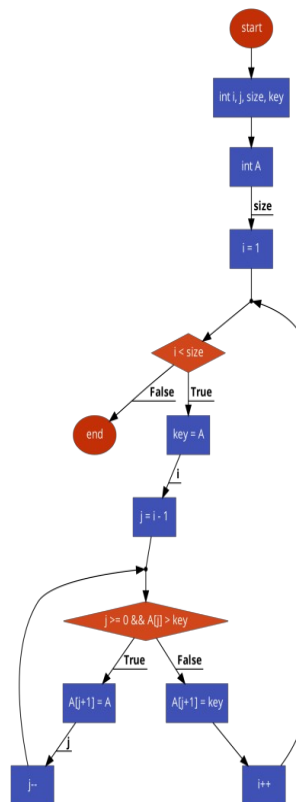 start
int i, j, size, key
int A
size
i = 1
i < size
False
True
end
key = A
i
j = i - 1
j >= 0 && A[j] > key
True
False
A[j+1] = A
A[j+1] = key
j
j--
i++